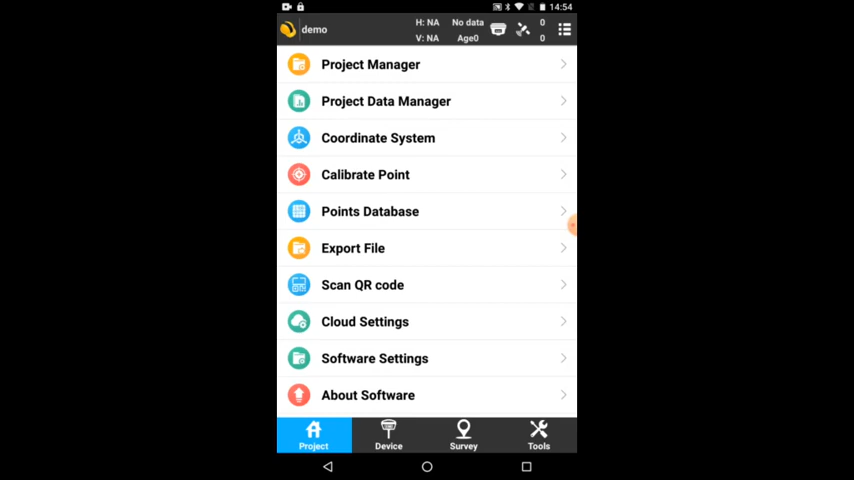 14:54
demo
H: NA No data 0
V: NA Age0 0
Project Manager
Project Data Manager
Coordinate System
Calibrate Point
Points Database
Export File
Scan QR code
Cloud Settings
Software Settings
About Software
Project Device Survey Tools